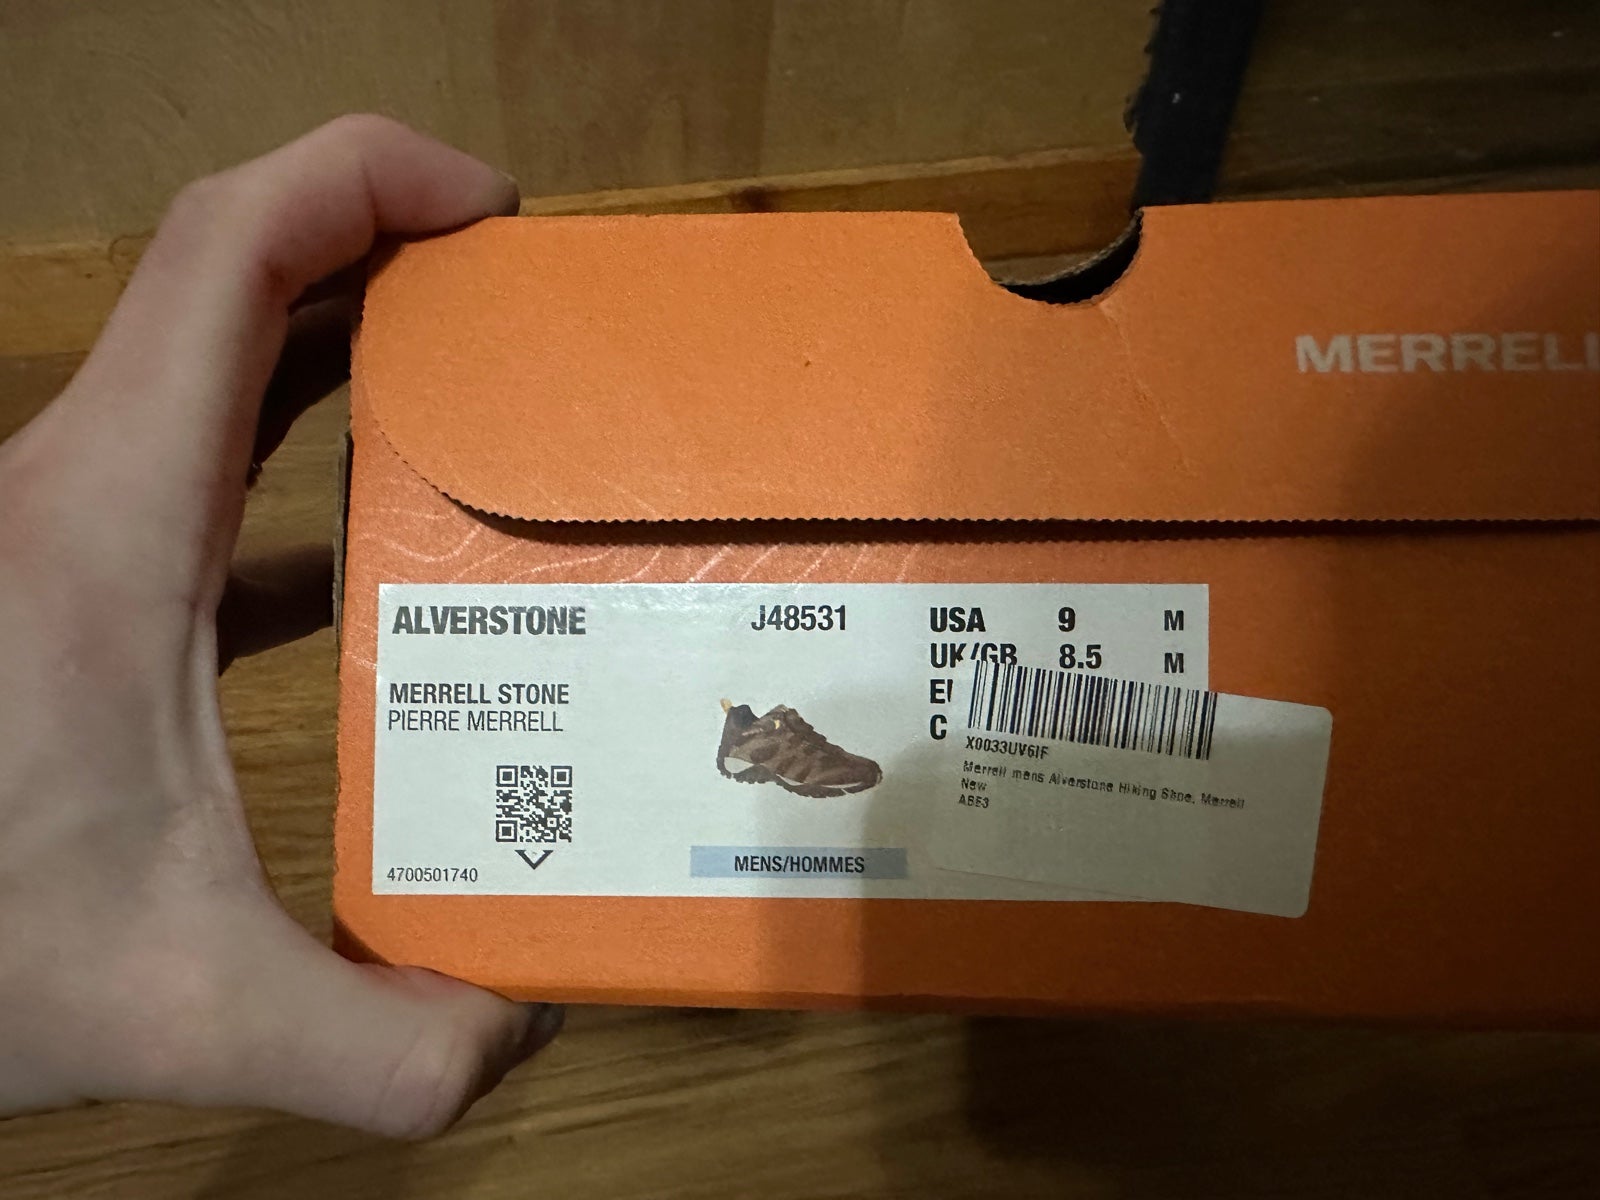 MERRELL
ALVERSTONE
J48531
USA 9 M
UK/GB 8.5 M
C
MERRELL STONE
PIERRE MERRELL
4700501740
MENS/HOMMES
X0033UV6IF
Merrell mens Alverstone Hiking Shoe, Merrell
New